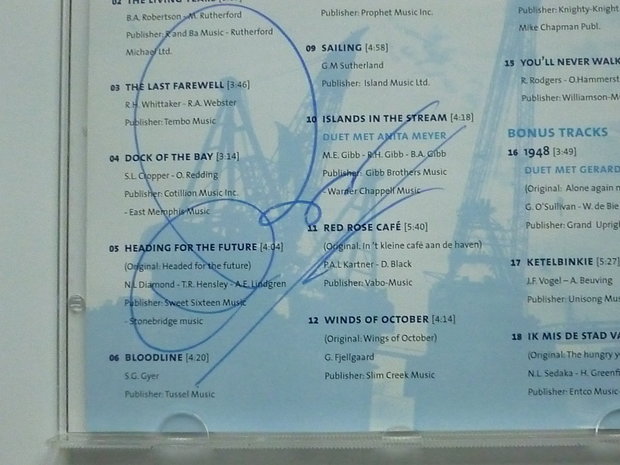 02 THE LIVING YEARS
B.A. Robertson - M. Rutherford
Publisher: R and Ba Music - Rutherford
Michael Ltd.
03 THE LAST FAREWELL [3:46]
R.H. Whittaker - R.A. Webster
Publisher: Tembo Music
04 DOCK OF THE BAY [3:14]
S.L. Cropper - O. Redding
Publisher: Cotillion Music Inc.
- East Memphis Music
05 HEADING FOR THE FUTURE [4:04]
(Original: Headed for the future)
N.L Diamond - T.R. Hensley - A.E. Lindgren
Publisher: Sweet Sixteen Music
- Stonebridge music
06 BLOODLINE [4:20]
S.G. Gyer
Publisher: Tussel Music
Publisher: Prophet Music Inc.
09 SAILING [4:58]
G.M Sutherland
Publisher: Island Music Ltd.
10 ISLANDS IN THE STREAM [4:18]
DUET MET ANITA MEYER
M.E. Gibb - R.H. Gibb - B.A. Gibb
Publisher: Gibb Brothers Music
- Warner Chappell Music
11 RED ROSE CAFÉ [5:40]
(Original: In 't kleine café aan de haven)
P.A.L Kartner - D. Black
Publisher: Vabo-Music
12 WINDS OF OCTOBER [4:14]
(Original: Wings of October)
G. Fjellgaard
Publisher: Slim Creek Music
Publisher: Knighty-Knight
Mike Chapman Publ.
15 YOU'LL NEVER WALK
R. Rodgers - O.Hammerst
Publisher: Williamson-M
BONUS TRACKS
16 1948 [3:49]
DUET MET GERARD
(Original: Alone again n
G. O'Sullivan - W. de Bie
Publisher: Grand Uprigh
17 KETELBINKIE [5:27]
J.F. Vogel - A. Beuving
Publisher: Unisong Mus
18 IK MIS DE STAD VA
(Original: The hungry y
N.L. Sedaka - H. Greenfi
Publisher: Entco Music